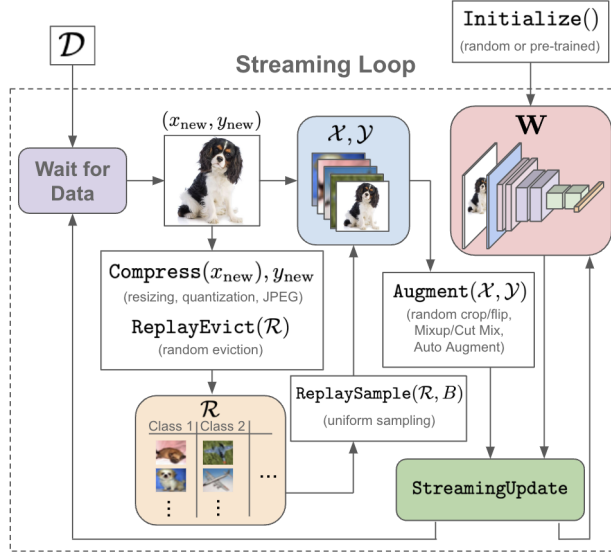 𝒟
Initialize()
(random or pre-trained)
Streaming Loop
(x_new, y_new)
𝒳, 𝒴
W
Wait for
Data
Compress(x_new), y_new
(resizing, quantization, JPEG)
ReplayEvict(ℛ)
(random eviction)
Augment(𝒳, 𝒴)
(random crop/flip,
Mixup/Cut Mix,
Auto Augment)
ℛ
Class 1 Class 2
...
⋮ ⋮
ReplaySample(ℛ, B)
(uniform sampling)
StreamingUpdate